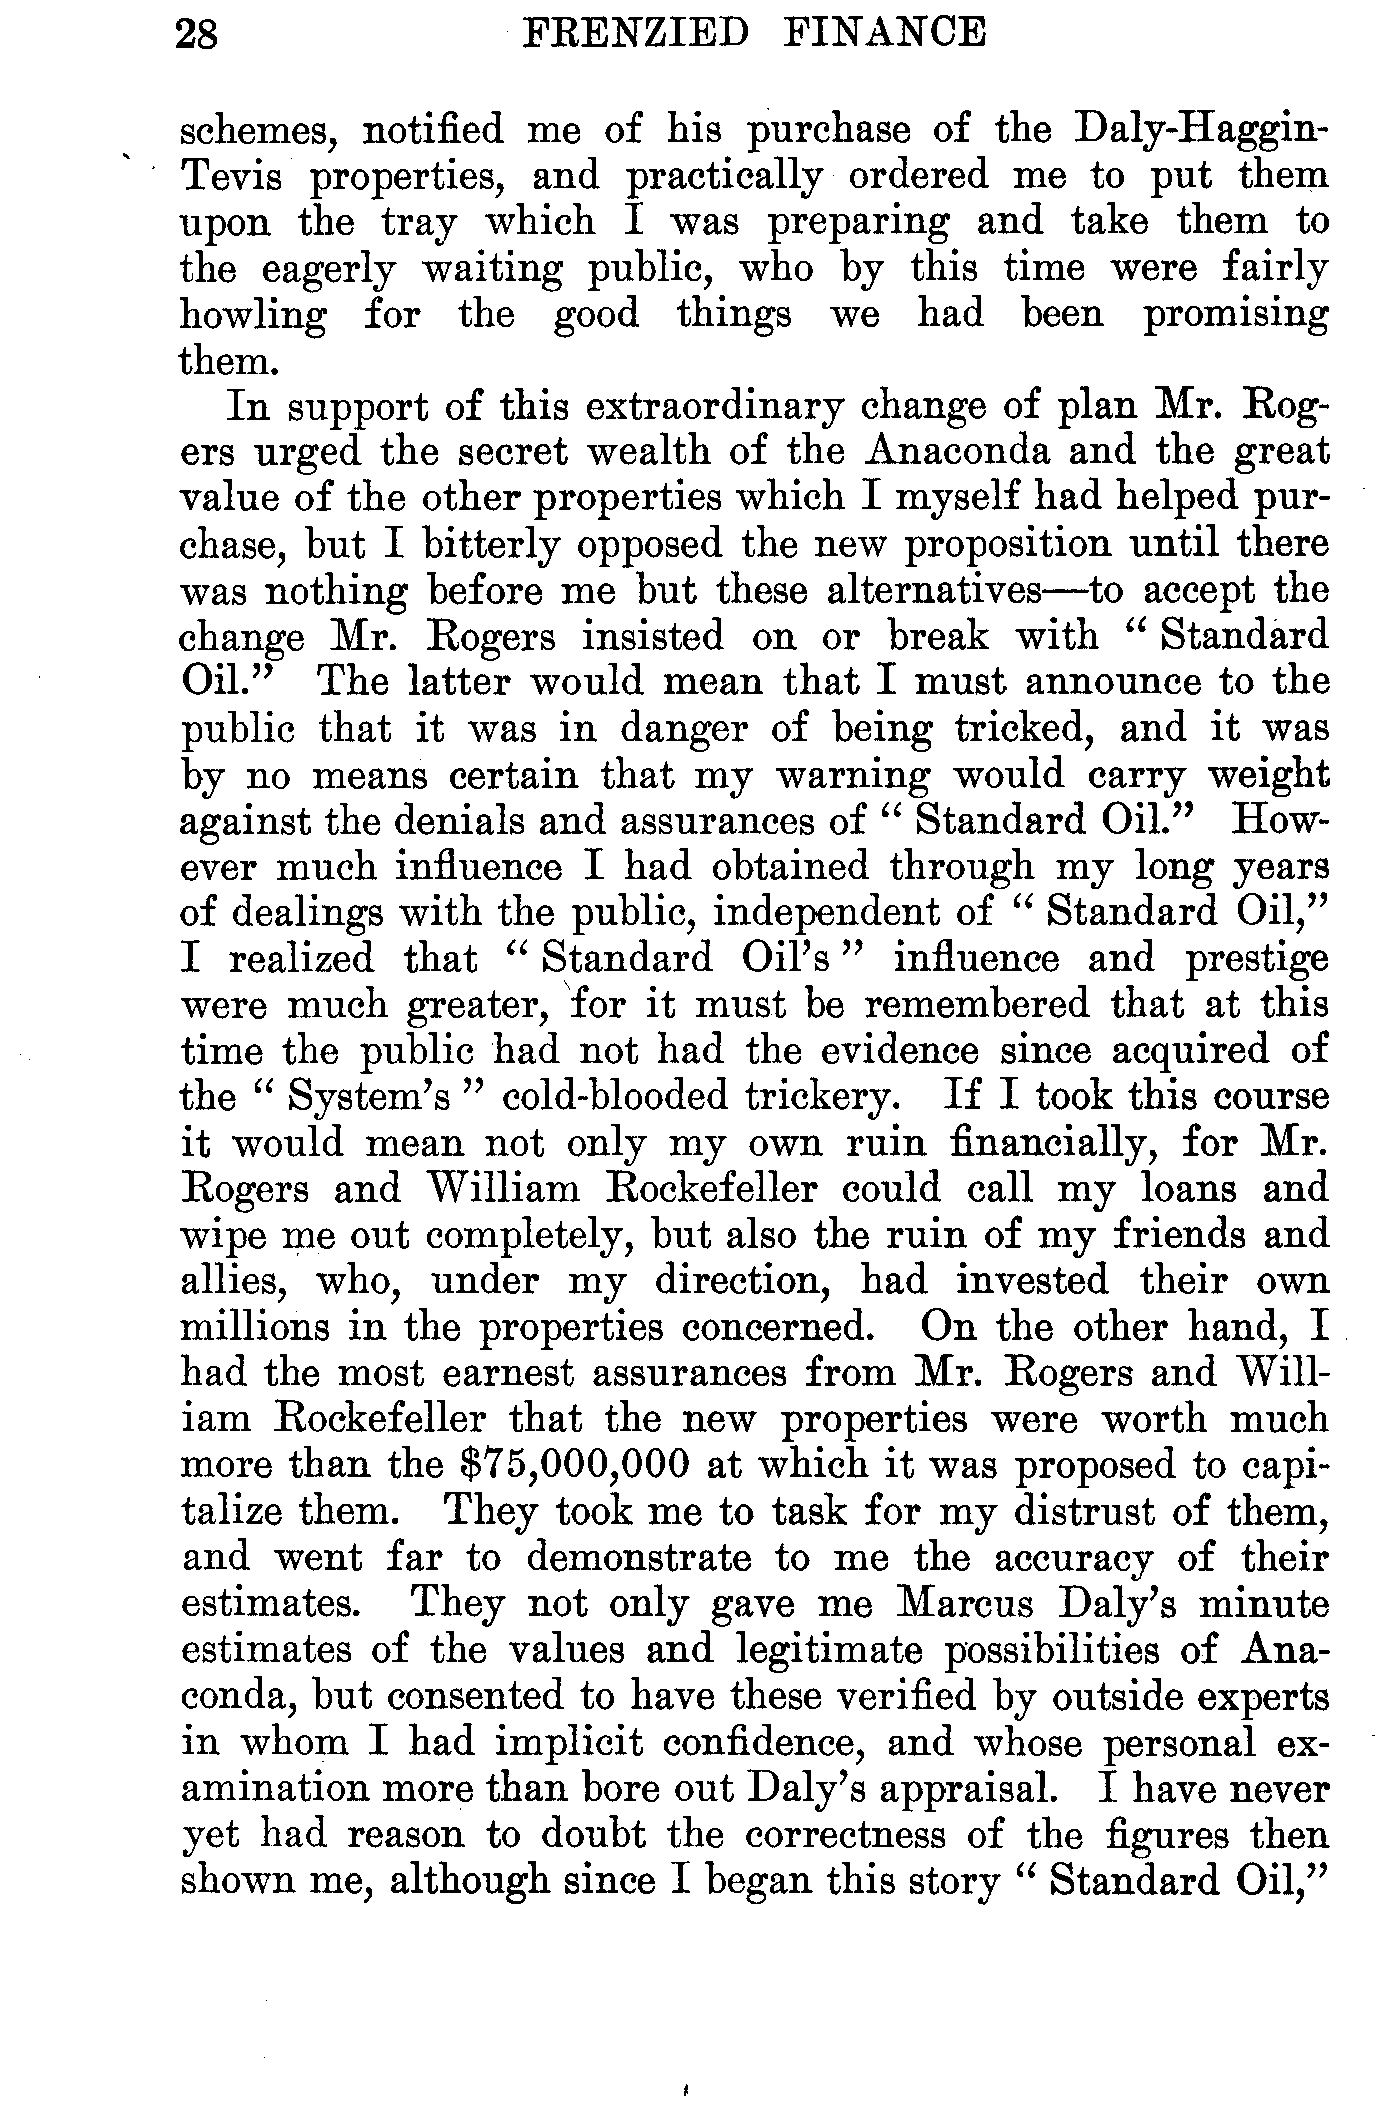 28 FRENZIED FINANCE
schemes, notified me of his purchase of the Daly-Haggin-
Tevis properties, and practically ordered me to put them
upon the tray which I was preparing and take them to
the eagerly waiting public, who by this time were fairly
howling for the good things we had been promising
them.
In support of this extraordinary change of plan Mr. Rog-
ers urged the secret wealth of the Anaconda and the great
value of the other properties which I myself had helped pur-
chase, but I bitterly opposed the new proposition until there
was nothing before me but these alternatives—to accept the
change Mr. Rogers insisted on or break with “ Standard
Oil.” The latter would mean that I must announce to the
public that it was in danger of being tricked, and it was
by no means certain that my warning would carry weight
against the denials and assurances of “ Standard Oil.” How-
ever much influence I had obtained through my long years
of dealings with the public, independent of “ Standard Oil,”
I realized that “ Standard Oil’s ” influence and prestige
were much greater, for it must be remembered that at this
time the public had not had the evidence since acquired of
the “ System’s ” cold-blooded trickery. If I took this course
it would mean not only my own ruin financially, for Mr.
Rogers and William Rockefeller could call my loans and
wipe me out completely, but also the ruin of my friends and
allies, who, under my direction, had invested their own
millions in the properties concerned. On the other hand, I
had the most earnest assurances from Mr. Rogers and Will-
iam Rockefeller that the new properties were worth much
more than the $75,000,000 at which it was proposed to capi-
talize them. They took me to task for my distrust of them,
and went far to demonstrate to me the accuracy of their
estimates. They not only gave me Marcus Daly’s minute
estimates of the values and legitimate possibilities of Ana-
conda, but consented to have these verified by outside experts
in whom I had implicit confidence, and whose personal ex-
amination more than bore out Daly’s appraisal. I have never
yet had reason to doubt the correctness of the figures then
shown me, although since I began this story “ Standard Oil,”